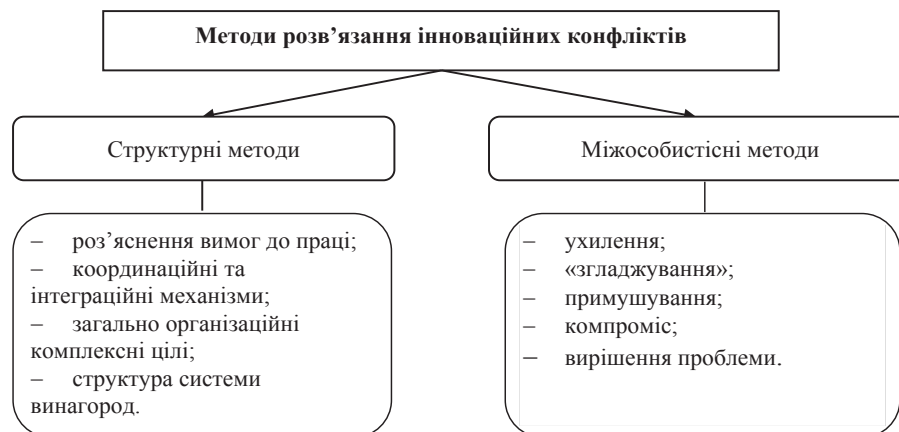 Методи розв’язання інноваційних конфліктів
Структурні методи
Міжособистісні методи
– роз’яснення вимог до праці;
– координаційні та
інтеграційні механізми;
– загально організаційні
комплексні цілі;
– структура системи
винагород.
– ухилення;
– «згладжування»;
– примушування;
– компроміс;
– вирішення проблеми.